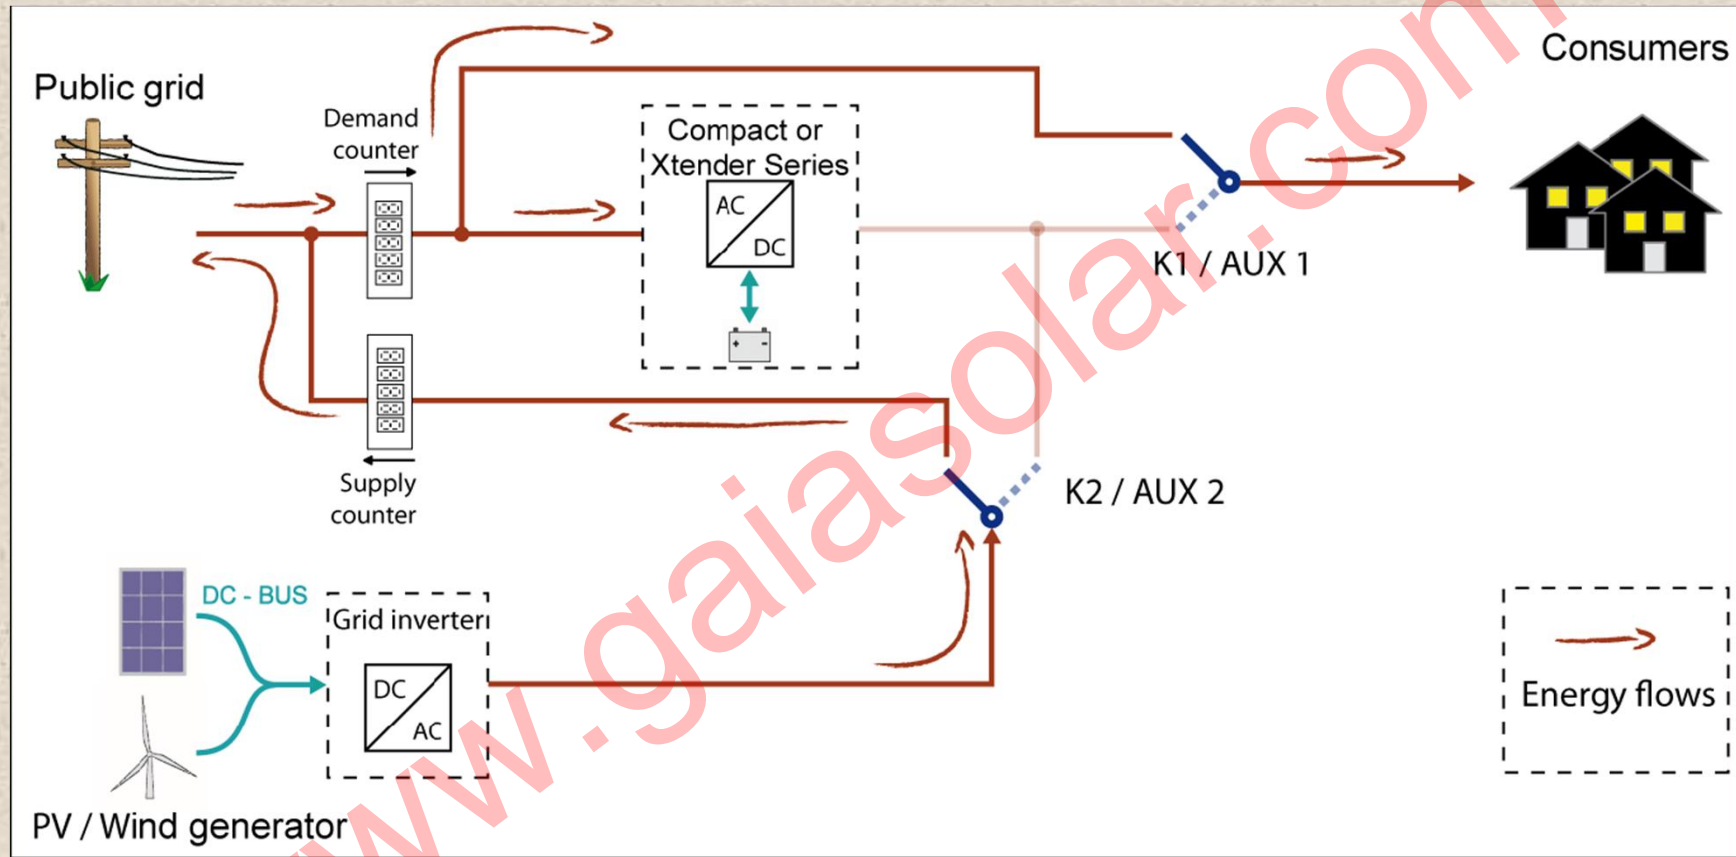 Public grid
Demand
counter
Compact or
Xtender Series
AC
DC
+ -
Consumers
K1 / AUX 1
Supply
counter
K2 / AUX 2
DC - BUS
Grid inverter
DC
AC
PV / Wind generator
Energy flows
www.gaiasolar.com